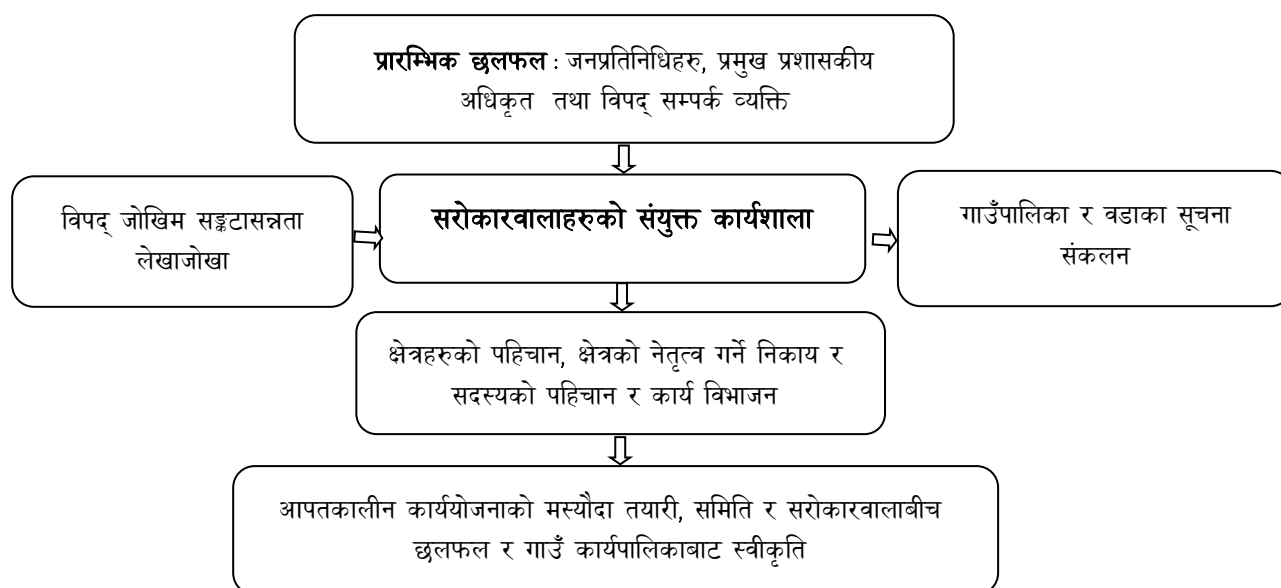 प्रारम्भिक छलफल : जनप्रतिनिधिहरु, प्रमुख प्रशासकीय
अधिकृत तथा विपद् सम्पर्क व्यक्ति
विपद् जोखिम सङ्कटासन्नता
लेखाजोखा
सरोकारवालाहरुको संयुक्त कार्यशाला
गाउँपालिका र वडाका सूचना
संकलन
क्षेत्रहरुको पहिचान, क्षेत्रको नेतृत्व गर्ने निकाय र
सदस्यको पहिचान र कार्य विभाजन
आपतकालीन कार्ययोजनाको मस्यौदा तयारी, समिति र सरोकारवालाबीच
छलफल र गाउँ कार्यपालिकाबाट स्वीकृति